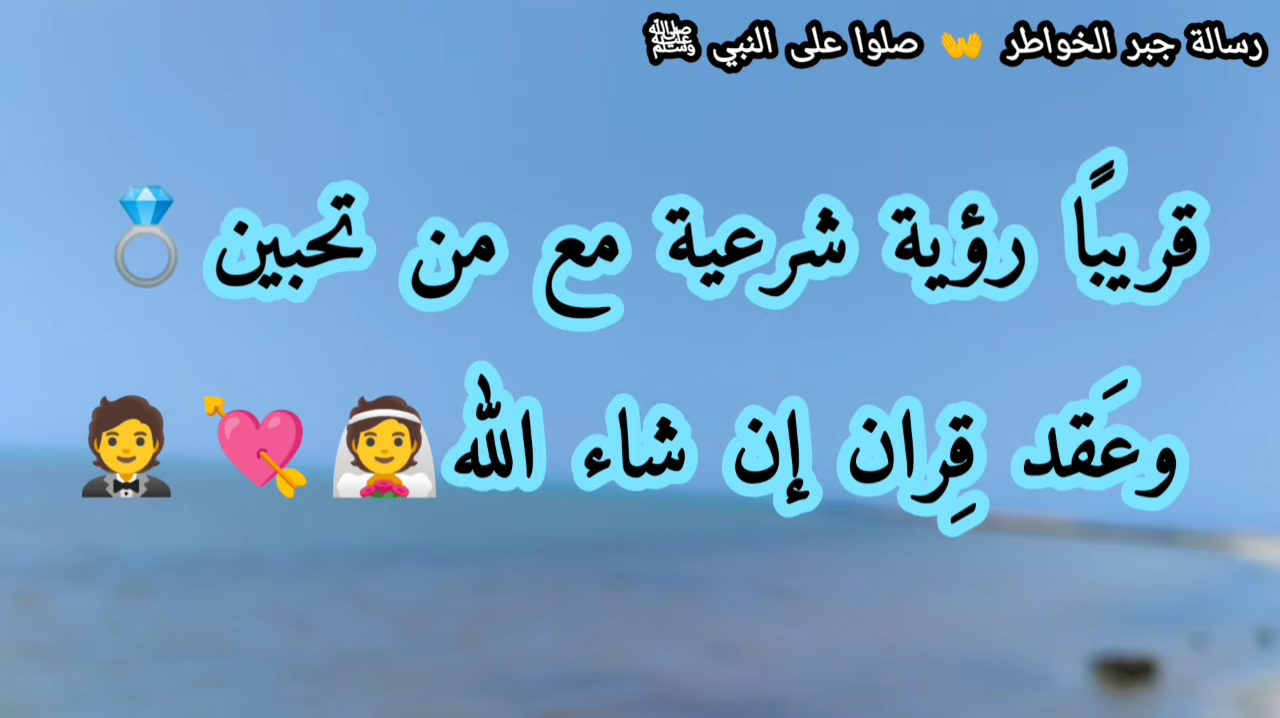 رسالة جبر الخواطر 👐 صلوا على النبي ﷺ
قريبًا رؤية شرعية مع من تحبين 💍
وعَقد قِران إن شاء الله 👰💘🤵